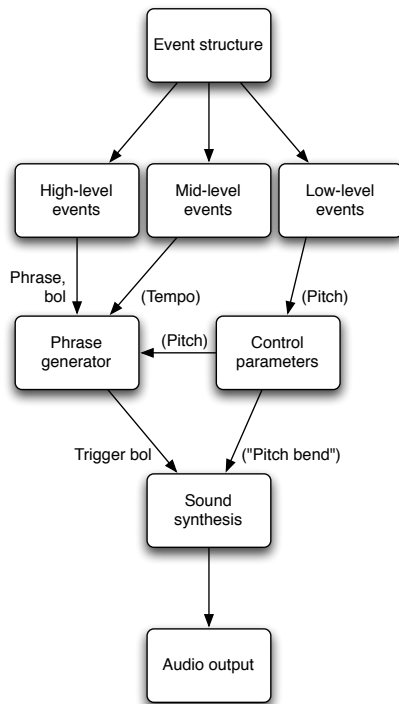 Event structure
High-level
events
Mid-level
events
Low-level
events
Phrase,
bol
(Tempo)
(Pitch)
Phrase
generator
(Pitch)
Control
parameters
Trigger bol
("Pitch bend")
Sound
synthesis
Audio output